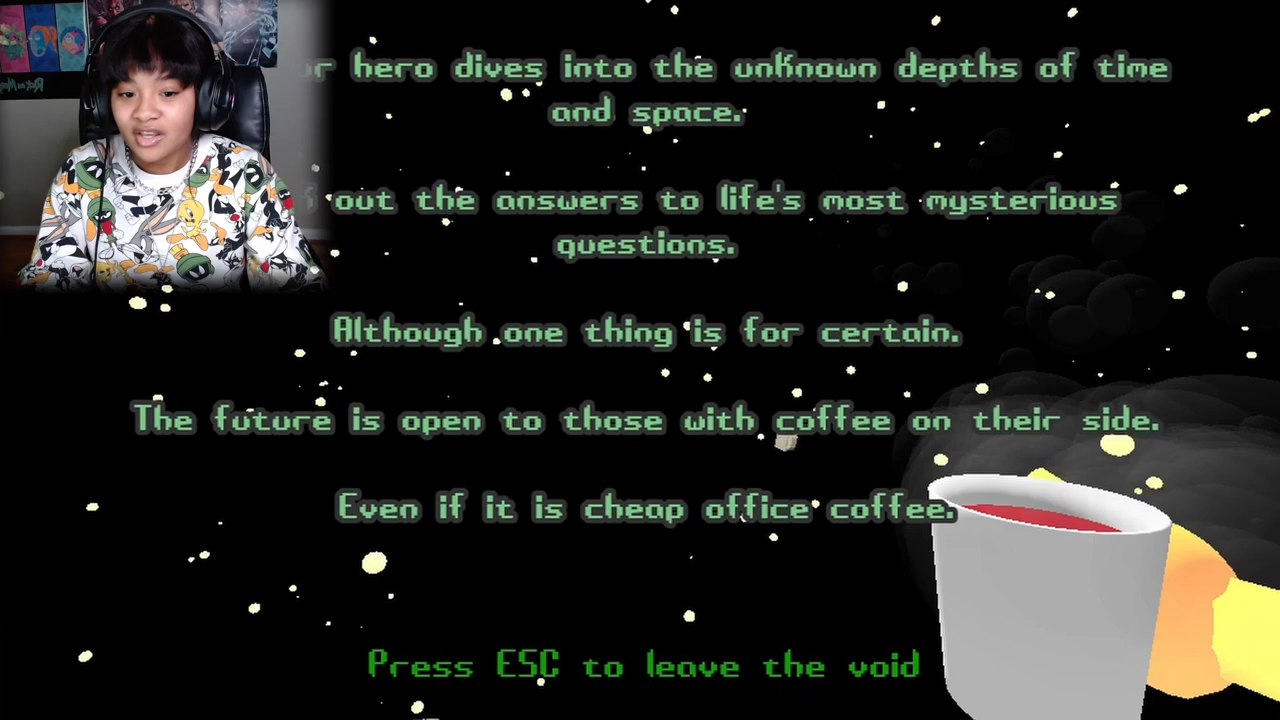 hero dives into the unknown depths of time
and space.
out the answers to life's most mysterious
questions.
Although one thing is for certain.
The future is open to those with coffee on their side.
Even if it is cheap office coffee.
Press ESC to leave the void